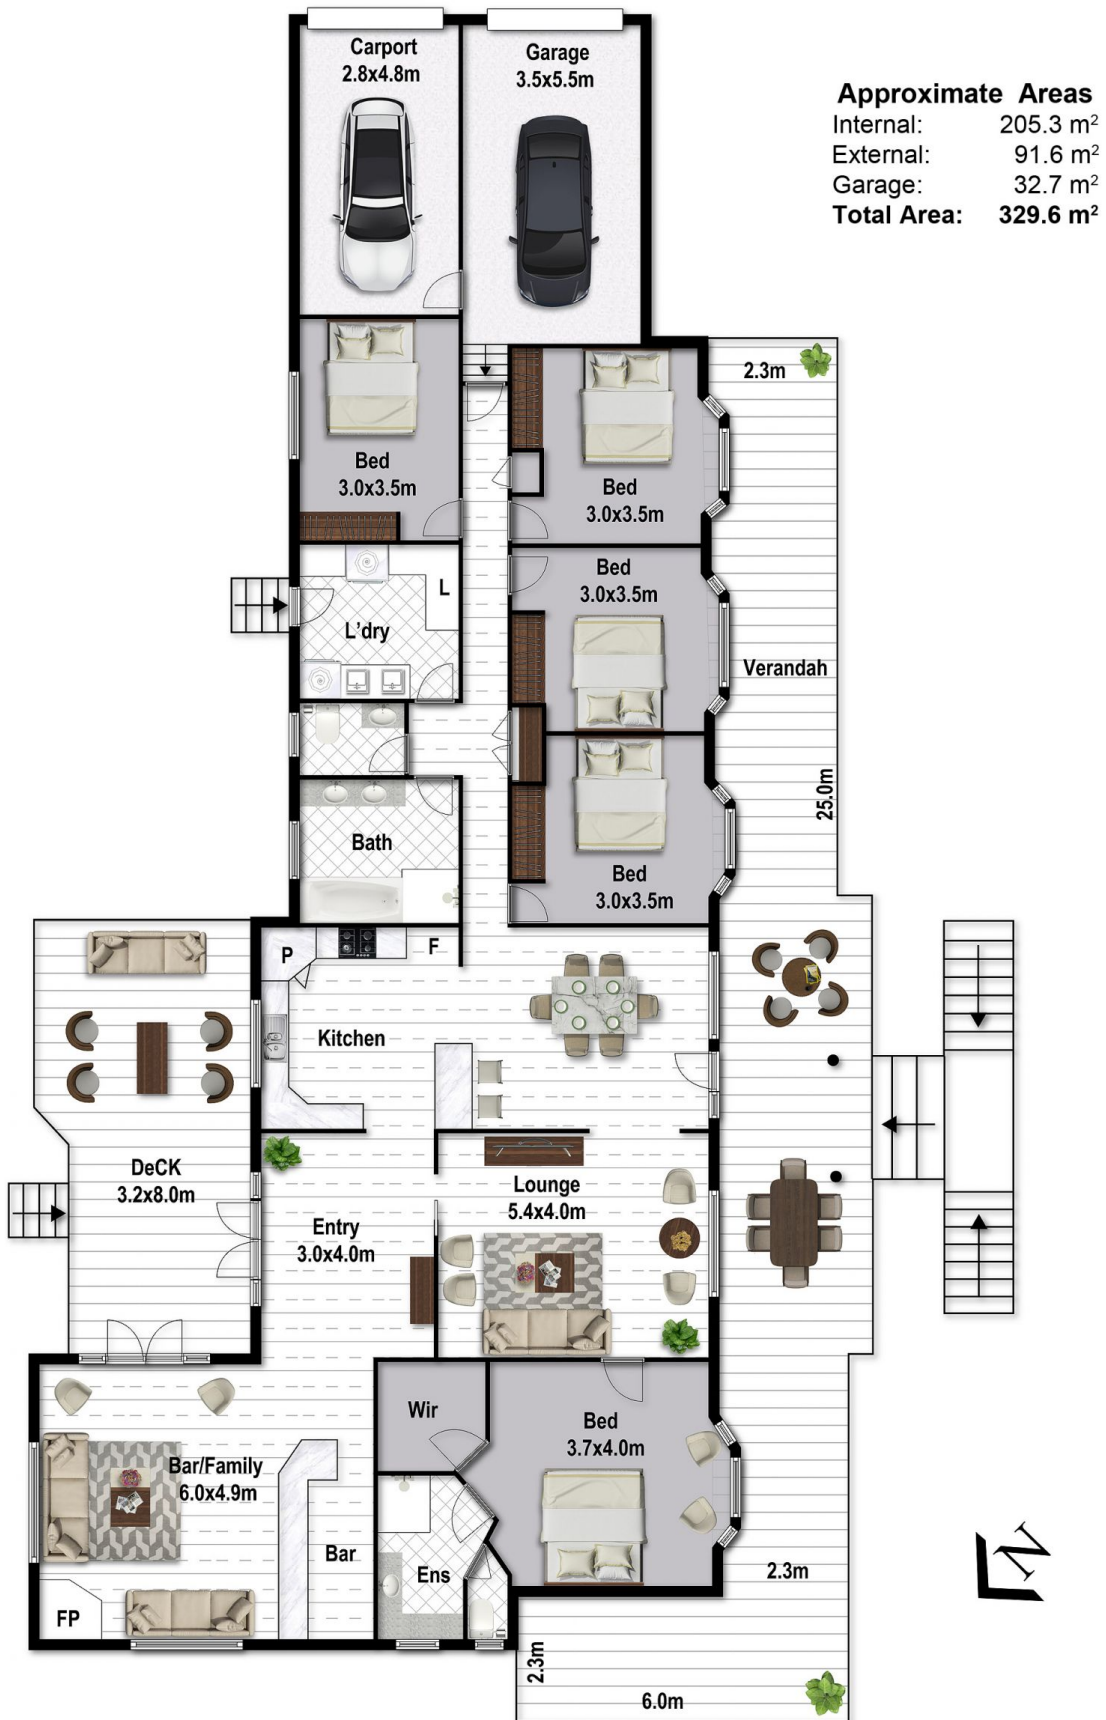 Carport
2.8x4.8m
Garage
3.5x5.5m
Approximate Areas
Internal: 205.3 m²
External: 91.6 m²
Garage: 32.7 m²
Total Area: 329.6 m²
2.3m
Bed
3.0x3.5m
Bed
3.0x3.5m
Bed
3.0x3.5m
L
L'dry
Verandah
25.0m
Bath
Bed
3.0x3.5m
P
F
Kitchen
DeCK
3.2x8.0m
Lounge
5.4x4.0m
Entry
3.0x4.0m
Wir
Bed
3.7x4.0m
Bar/Family
6.0x4.9m
Bar
Ens
FP
2.3m
2.3m
6.0m
N